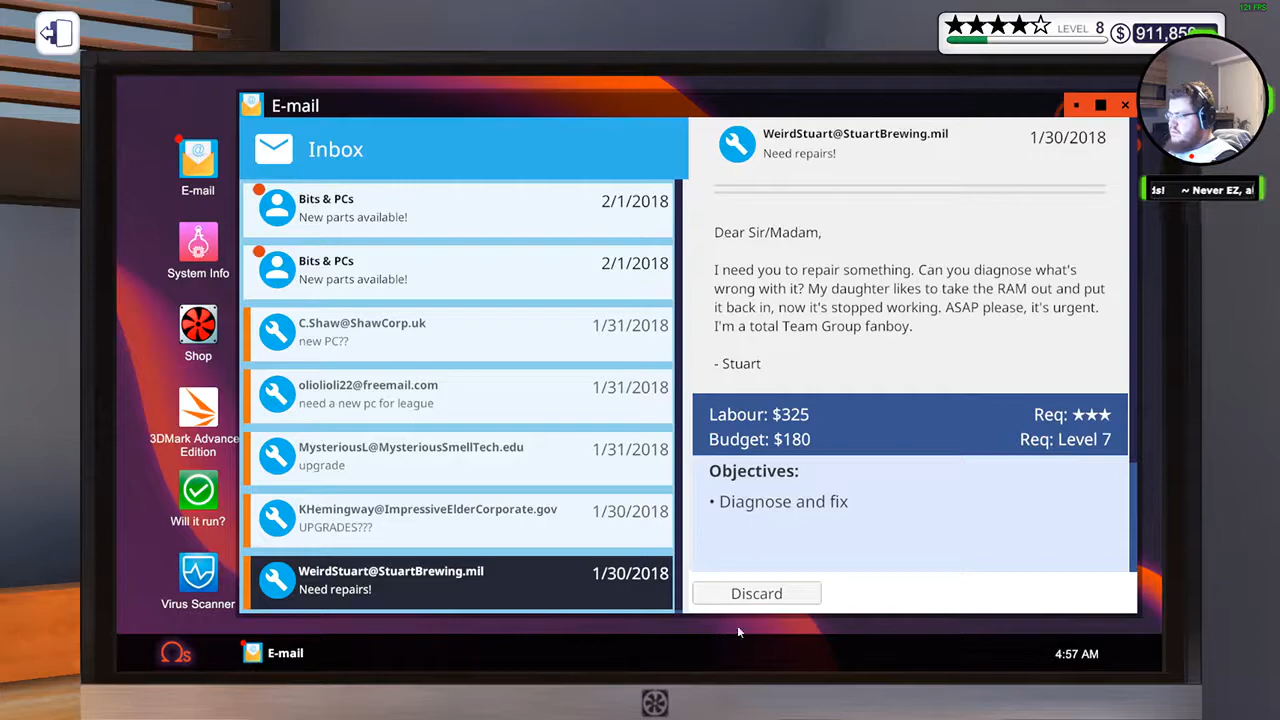 121 FPS
LEVEL 8
$ 911,85
~ Never EZ, a
E-mail
Inbox
Bits & PCs 2/1/2018
New parts available!
Bits & PCs 2/1/2018
New parts available!
C.Shaw@ShawCorp.uk 1/31/2018
new PC??
oliolioli22@freemail.com 1/31/2018
need a new pc for league
MysteriousL@MysteriousSmellTech.edu 1/31/2018
upgrade
KHemingway@ImpressiveElderCorporate.gov 1/30/2018
UPGRADES???
WeirdStuart@StuartBrewing.mil 1/30/2018
Need repairs!
WeirdStuart@StuartBrewing.mil 1/30/2018
Need repairs!
Dear Sir/Madam,
I need you to repair something. Can you diagnose what's
wrong with it? My daughter likes to take the RAM out and put
it back in, now it's stopped working. ASAP please, it's urgent.
I'm a total Team Group fanboy.
- Stuart
Labour: $325 Req: ★★★
Budget: $180 Req: Level 7
Objectives:
• Diagnose and fix
Discard
E-mail
System Info
Shop
3DMark Advance
Edition
Will it run?
Virus Scanner
E-mail
4:57 AM